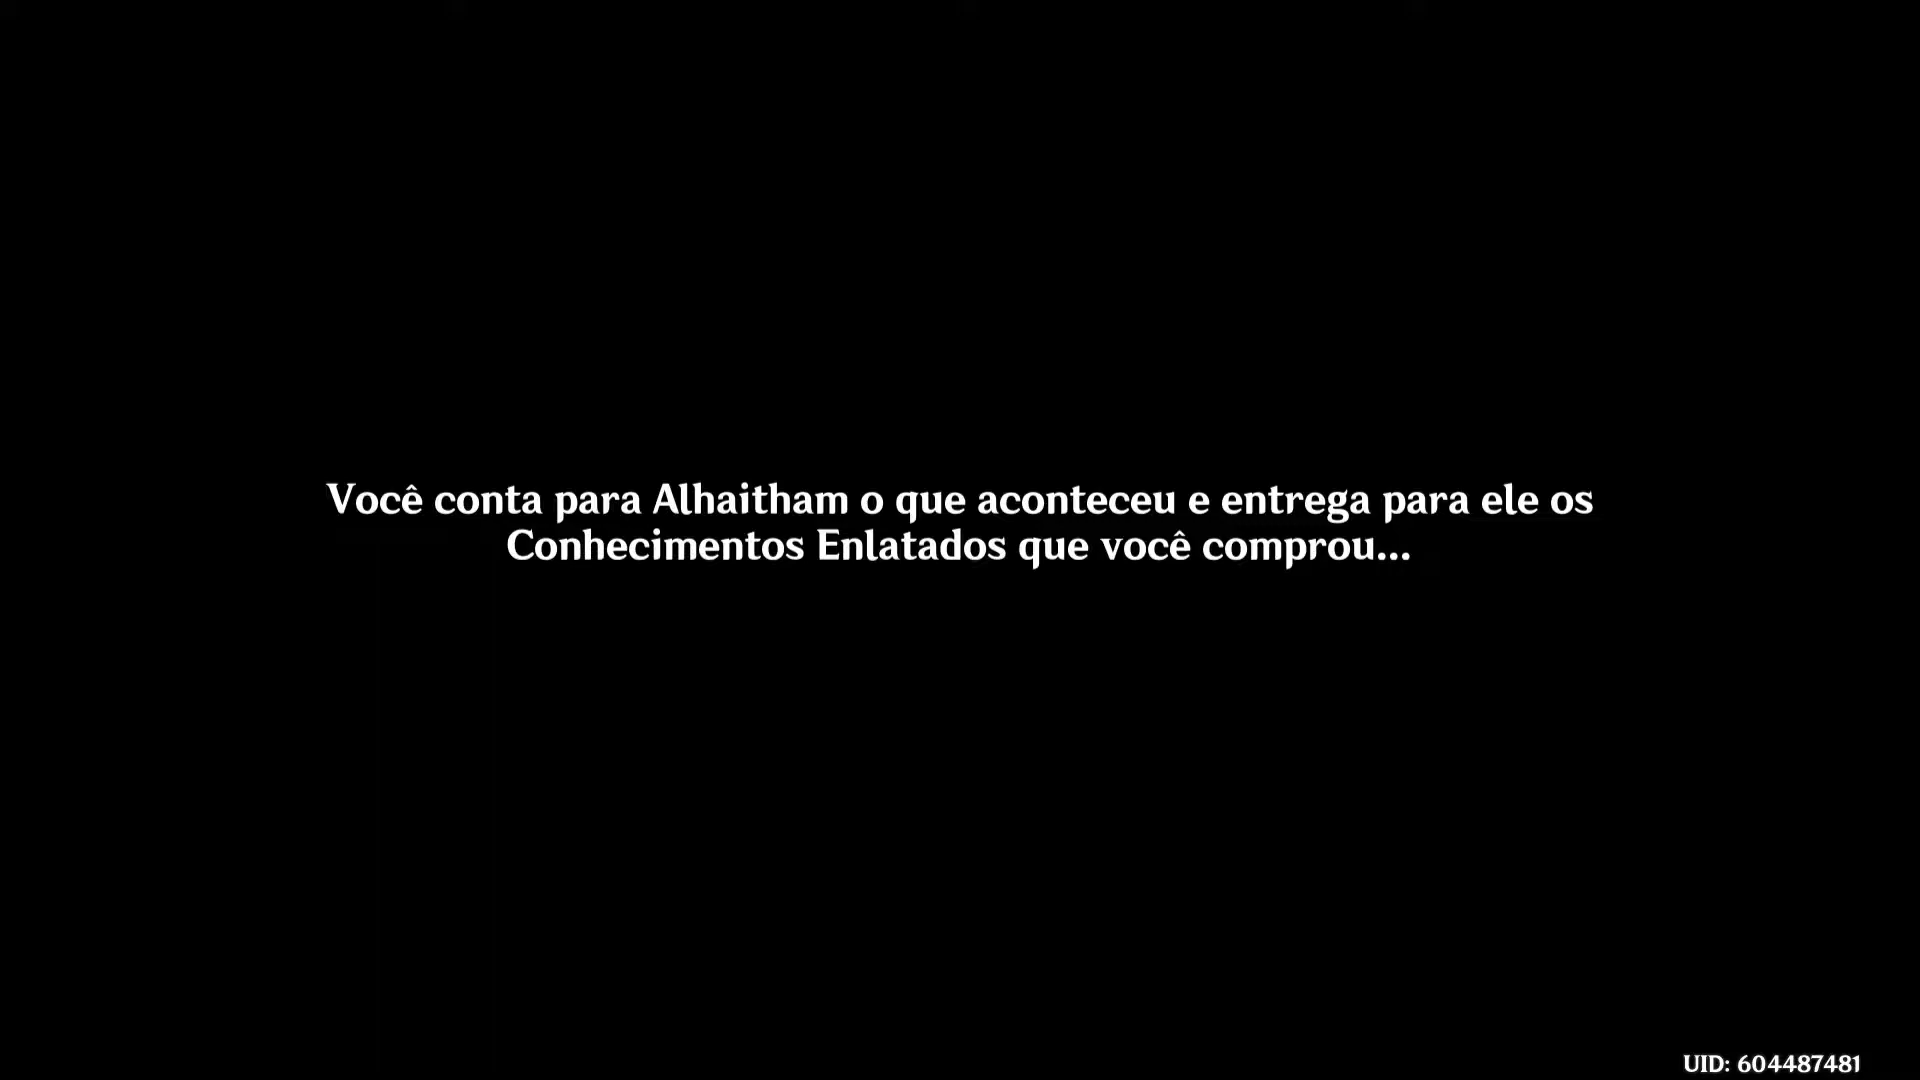 Você conta para Alhaitham o que aconteceu e entrega para ele os
Conhecimentos Enlatados que você comprou...
UID: 604487481